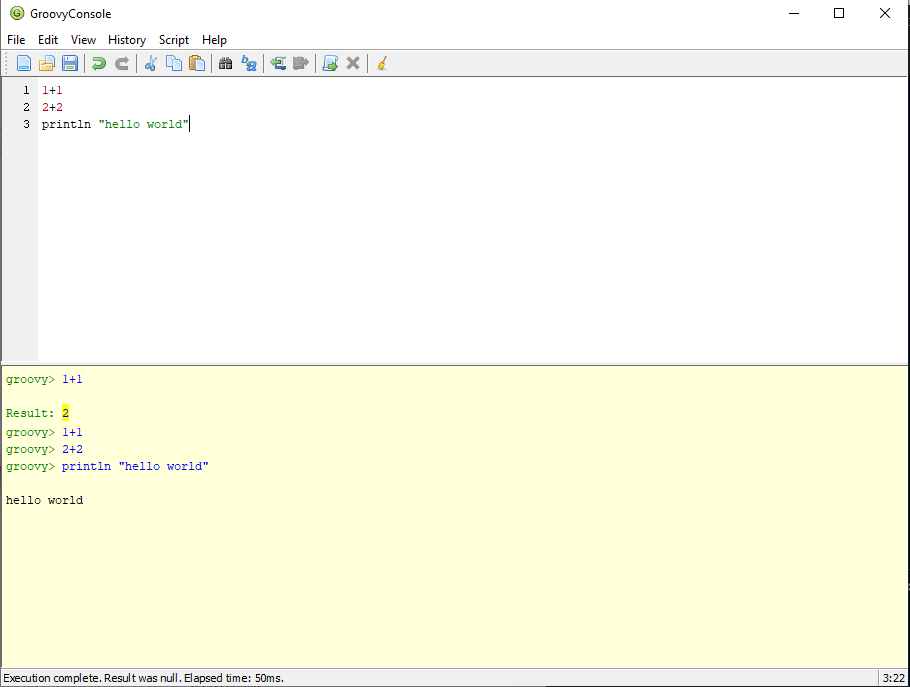 GroovyConsole
File Edit View History Script Help
1 1+1
2 2+2
3 println "hello world"
groovy> 1+1
Result: 2
groovy> 1+1
groovy> 2+2
groovy> println "hello world"
hello world
Execution complete. Result was null. Elapsed time: 50ms. 3:22